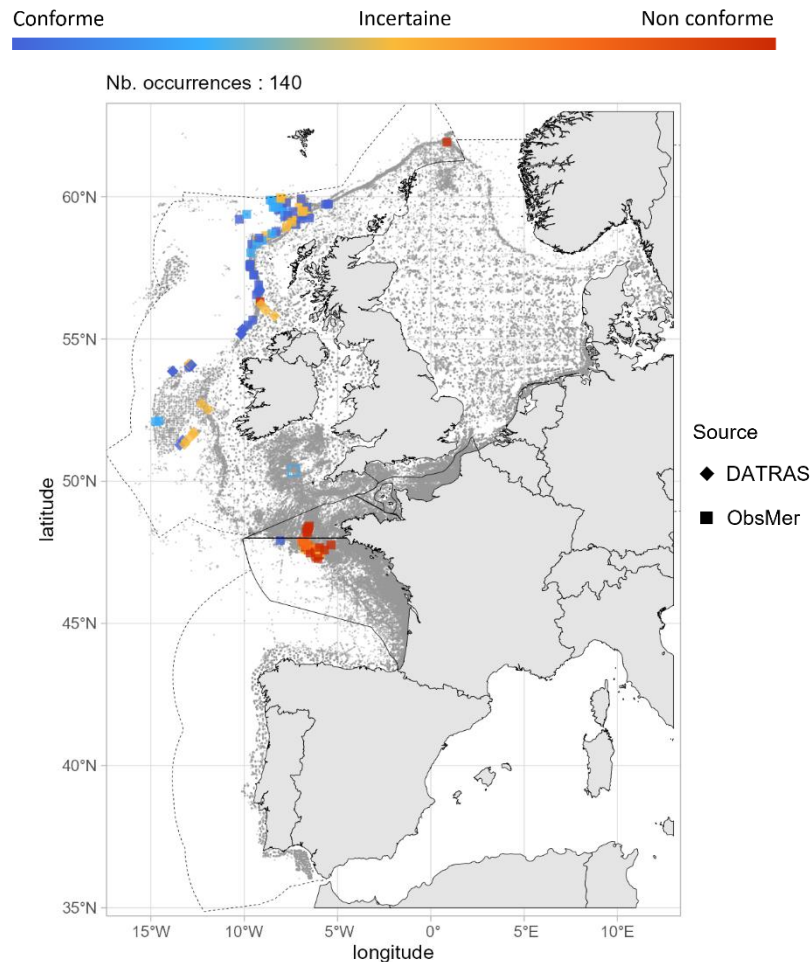 Conforme Incertaine Non conforme
Nb. occurrences : 140
60°N
55°N
50°N
45°N
40°N
35°N
latitude
15°W 10°W 5°W 0° 5°E 10°E
longitude
Source
DATRAS
ObsMer